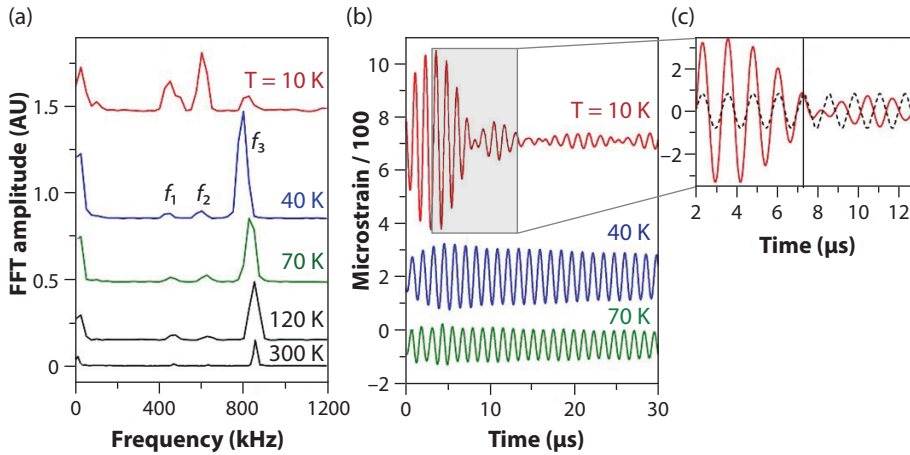 (a)
FFT amplitude (AU)
1.5
1.0
0.5
0
T = 10 K
f1 f2 f3
40 K
70 K
120 K
300 K
0 400 800 1200
Frequency (kHz)
(b)
Microstrain / 100
10
8
6
4
2
0
−2
T = 10 K
40 K
70 K
0 10 20 30
Time (μs)
(c)
2
0
−2
2 4 6 8 10 12
Time (μs)